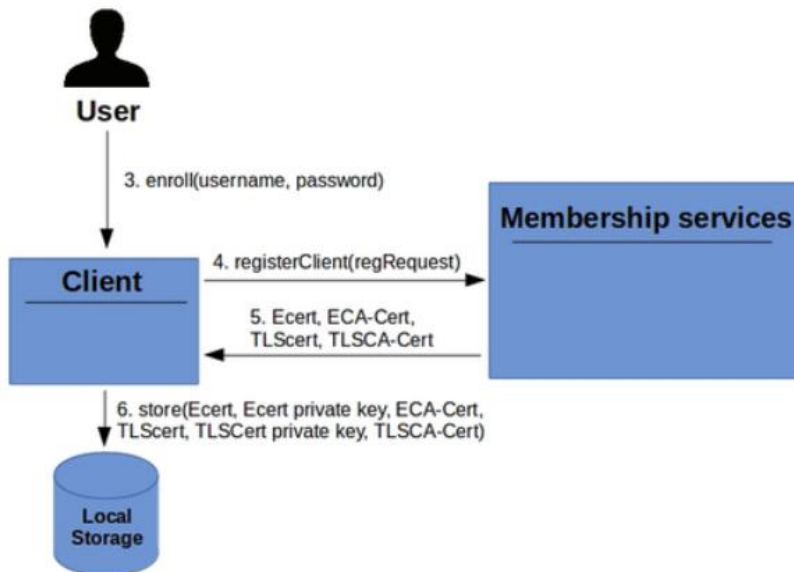 User
3. enroll(username, password)
Membership services
Client
4. registerClient(regRequest)
5. Ecert, ECA-Cert,
TLScert, TLSCA-Cert
6. store(Ecert, Ecert private key, ECA-Cert,
TLScert, TLSCert private key, TLSCA-Cert)
Local
Storage